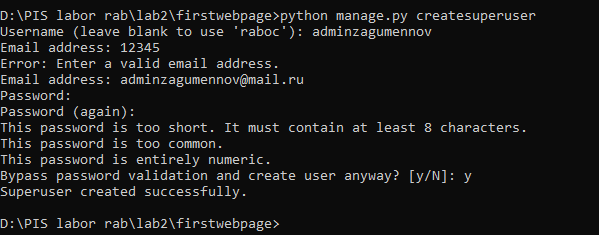 D:\PIS labor rab\lab2\firstwebpage>python manage.py createsuperuser
Username (leave blank to use 'raboc'): adminzagumennov
Email address: 12345
Error: Enter a valid email address.
Email address: adminzagumennov@mail.ru
Password:
Password (again):
This password is too short. It must contain at least 8 characters.
This password is too common.
This password is entirely numeric.
Bypass password validation and create user anyway? [y/N]: y
Superuser created successfully.
D:\PIS labor rab\lab2\firstwebpage>